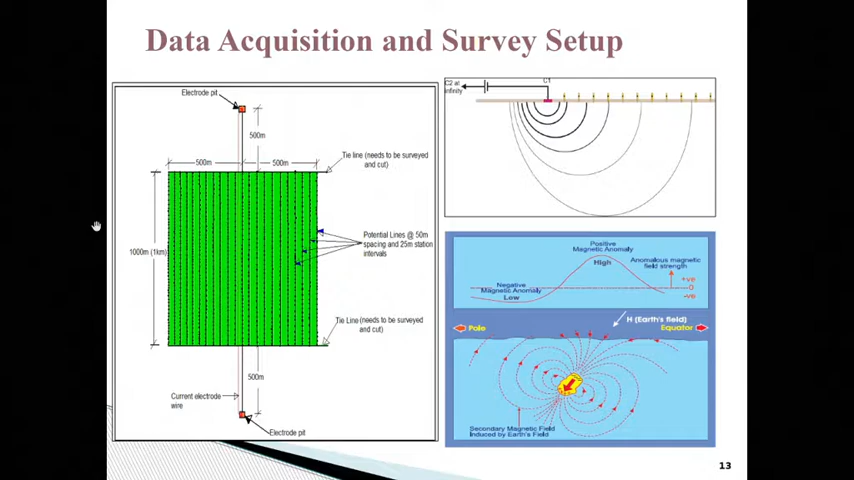 Data Acquisition and Survey Setup
Electrode pit
500m
500m
500m
Tie line (needs to be surveyed
and cut)
Potential Lines @ 50m
spacing and 25m station
intervals
1000m (1km)
Tie Line (needs to be surveyed
and cut)
500m
Current electrode
wire
Electrode pit
C2 at
infinity
C1
Positive
Magnetic Anomaly
High
Anomalous magnetic
field strength
Negative
Magnetic Anomaly
Low
+ve
0
-ve
H (Earth's field)
Pole
Equator
Secondary Magnetic Field
Induced by Earth's Field
13